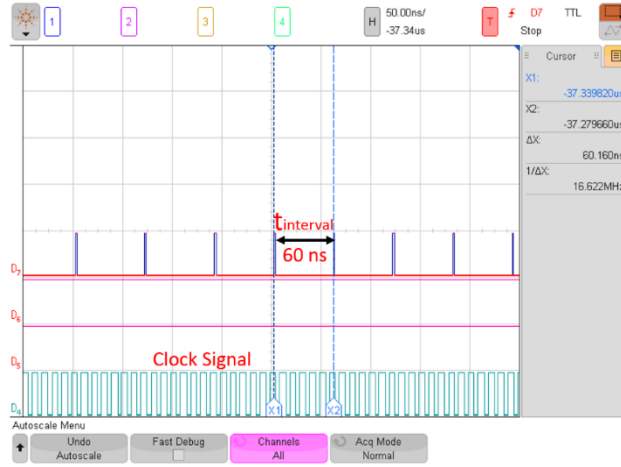 1 2 3 4 H 50.00ns/ -37.34us T D7 TTL Stop
Cursor
X1:
-37.339820us
X2:
-37.279660us
ΔX:
60.160ns
1/ΔX:
16.622MHz
tinterval
60 ns
D7
D6
D5
Clock Signal
D4
X1 X2
Autoscale Menu
Undo Autoscale
Fast Debug
Channels All
Acq Mode Normal